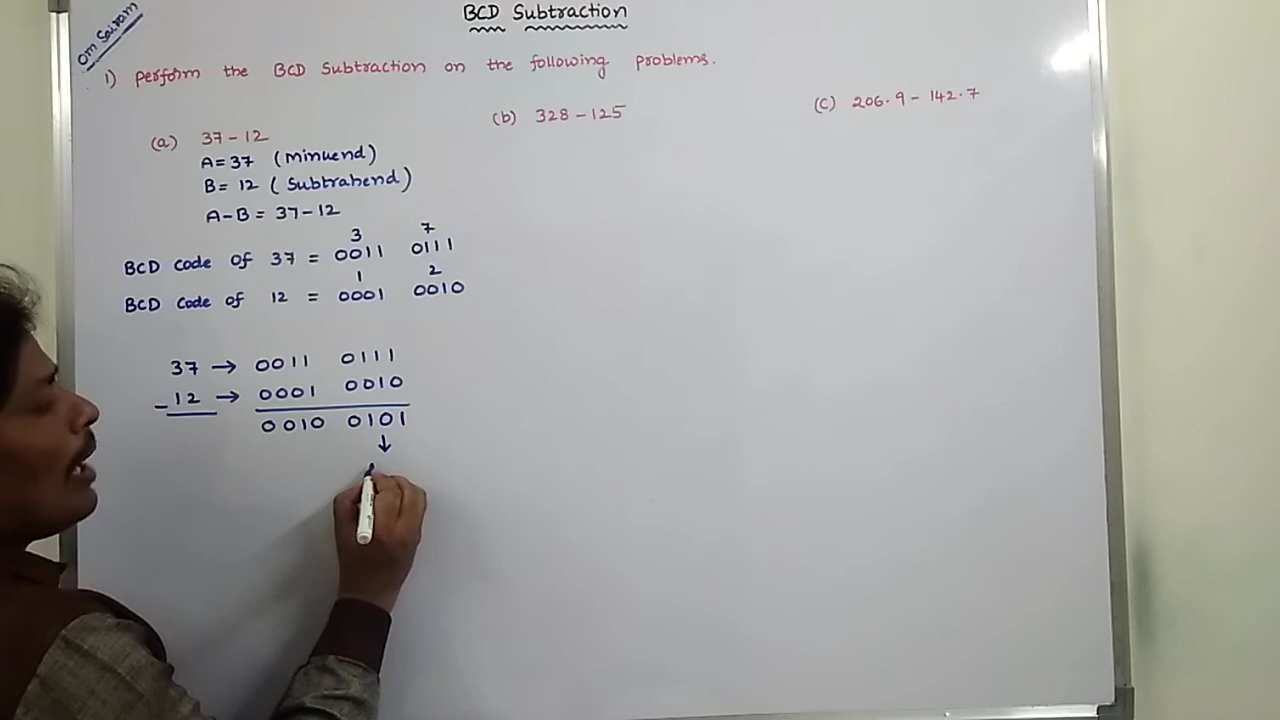 Om Sairam
BCD Subtraction
1) Perform the BCD Subtraction on the following problems.
(a) 37-12
A=37 (minuend)
B= 12 (Subtrahend)
A-B = 37-12
3 7
BCD code of 37 = 0011 0111
1 2
BCD code of 12 = 0001 0010
37 → 0011 0111
-12 → 0001 0010
0010 0101
↓
(b) 328-125
(C) 206.9-142.7